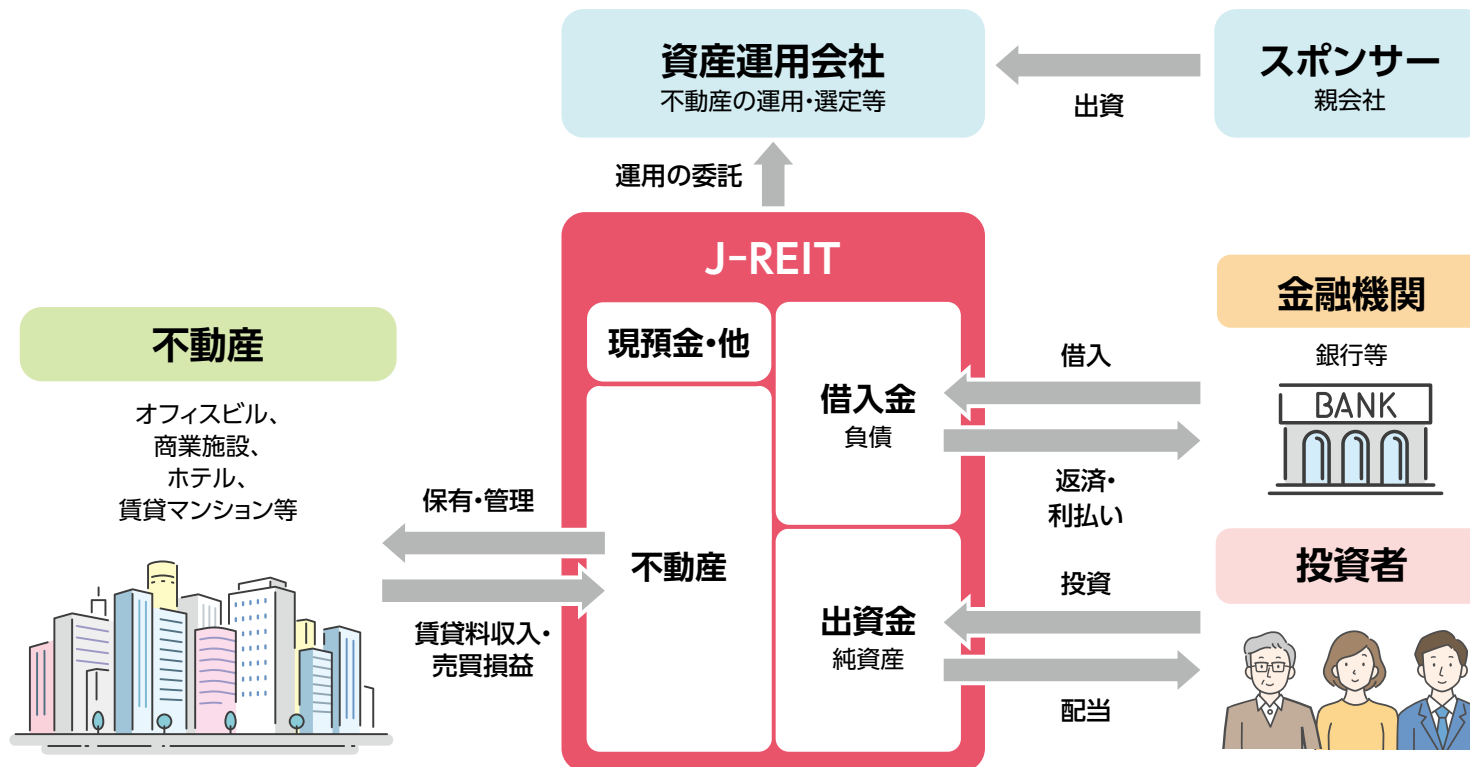 資産運用会社
不動産の運用・選定等
出資
スポンサー
親会社
運用の委託
J-REIT
現預金・他
不動産
借入金
負債
出資金
純資産
不動産
オフィスビル、
商業施設、
ホテル、
賃貸マンション等
保有・管理
賃貸料収入・
売買損益
金融機関
銀行等
BANK
借入
返済・
利払い
投資者
投資
配当